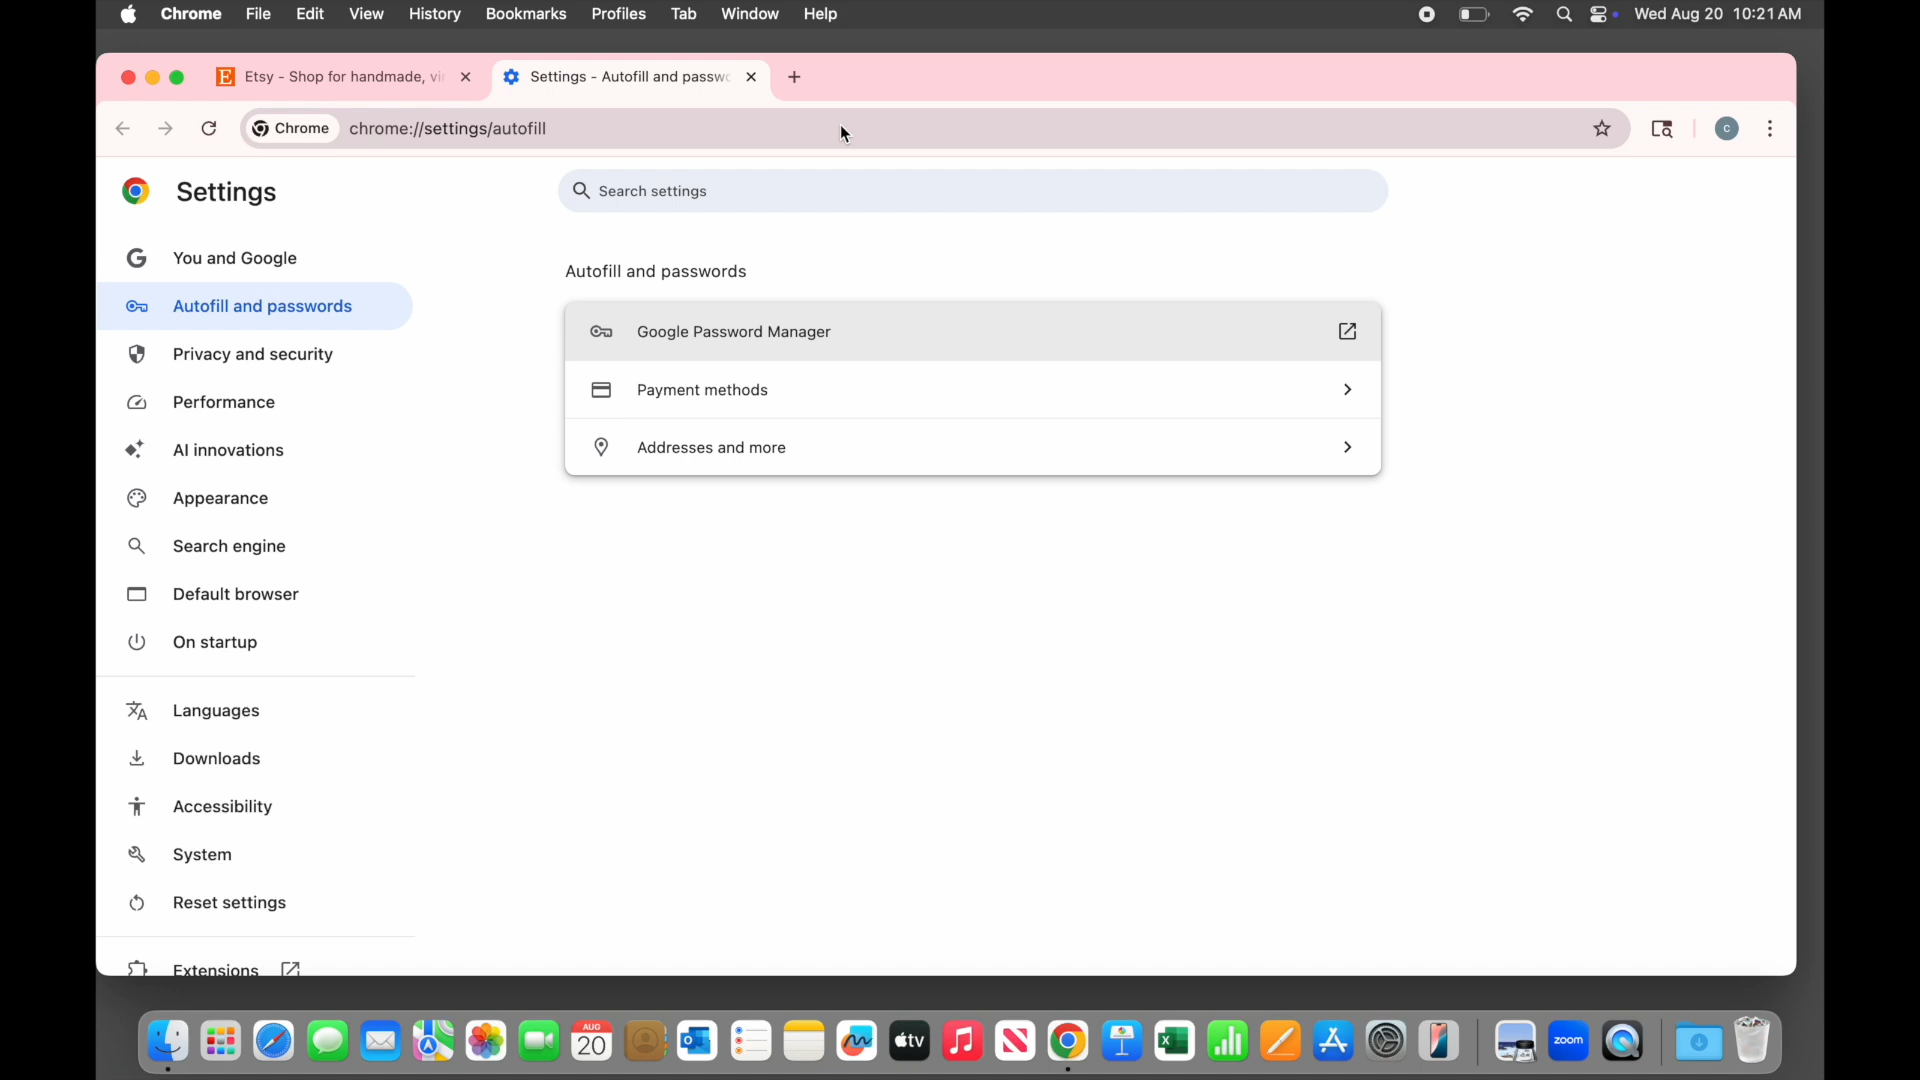 Chrome File Edit View History Bookmarks Profiles Tab Window Help Wed Aug 20 10:21 AM
E Etsy - Shop for handmade, vi Settings - Autofill and passw
Chrome chrome://settings/autofill c
Settings
Search settings
You and Google
Autofill and passwords
Privacy and security
Performance
AI innovations
Appearance
Search engine
Default browser
On startup
Languages
Downloads
Accessibility
System
Reset settings
Extensions
Autofill and passwords
Google Password Manager
Payment methods
Addresses and more
AUG
20
tv
zoom